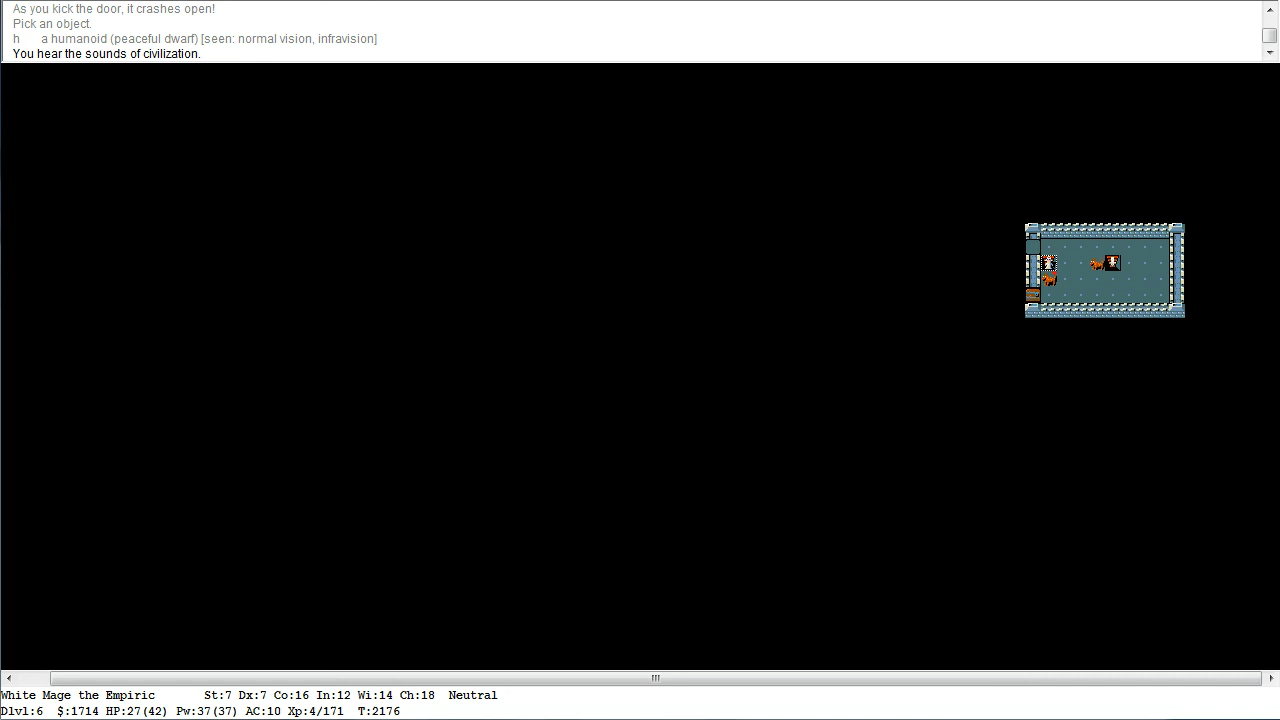 As you kick the door, it crashes open!
Pick an object.
h a humanoid (peaceful dwarf) [seen: normal vision, infravision]
You hear the sounds of civilization.
White Mage the Empiric St:7 Dx:7 Co:16 In:12 Wi:14 Ch:18 Neutral
Dlvl:6 $:1714 HP:27(42) Pw:37(37) AC:10 Xp:4/171 T:2176